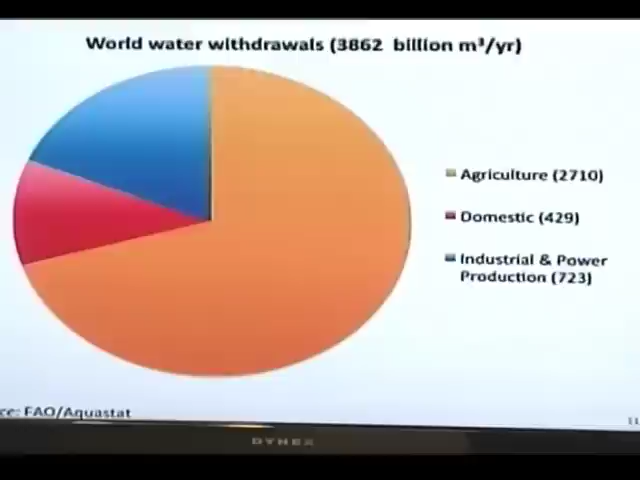 World water withdrawals (3862 billion m³/yr)
Agriculture (2710)
Domestic (429)
Industrial & Power
Production (723)
ce: FAO/Aquastat
11
DYNEX